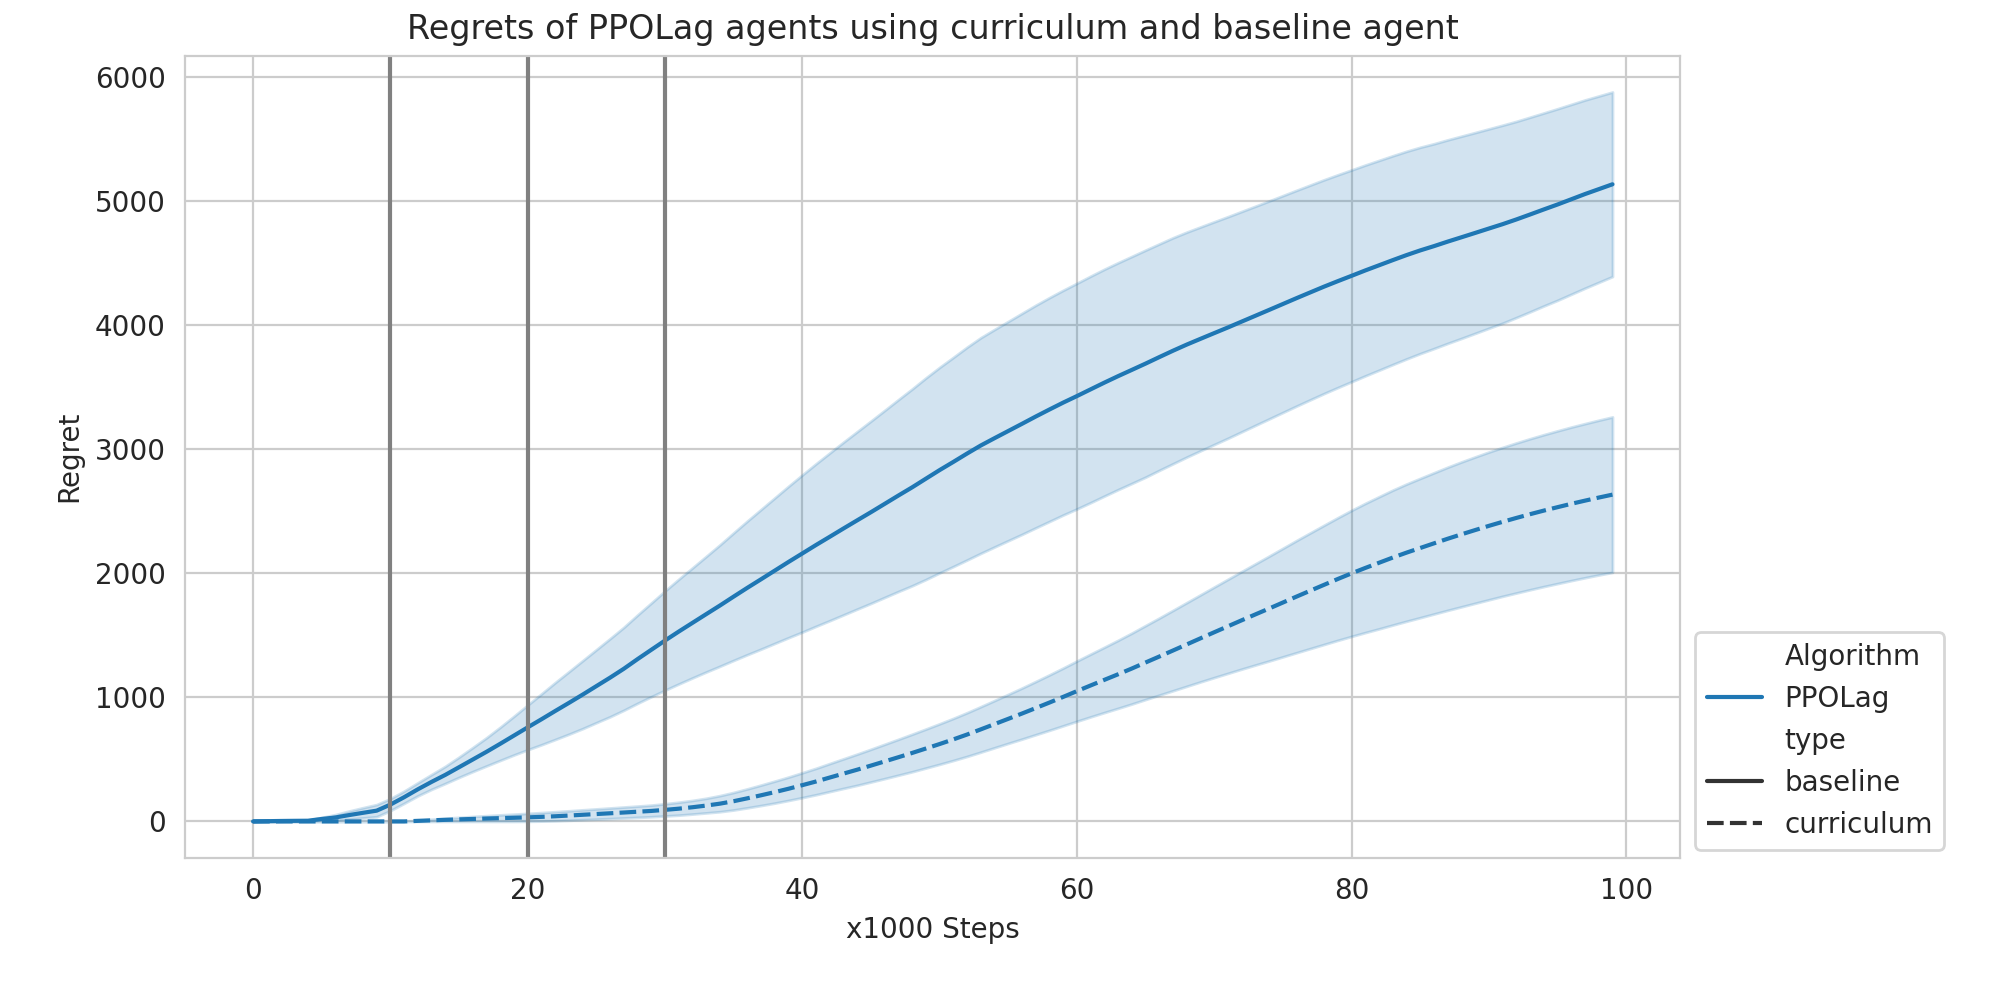 Regrets of PPOLag agents using curriculum and baseline agent
6000
5000
4000
3000
2000
1000
0
Regret
0 20 40 60 80 100
x1000 Steps
Algorithm
PPOLag
type
baseline
curriculum